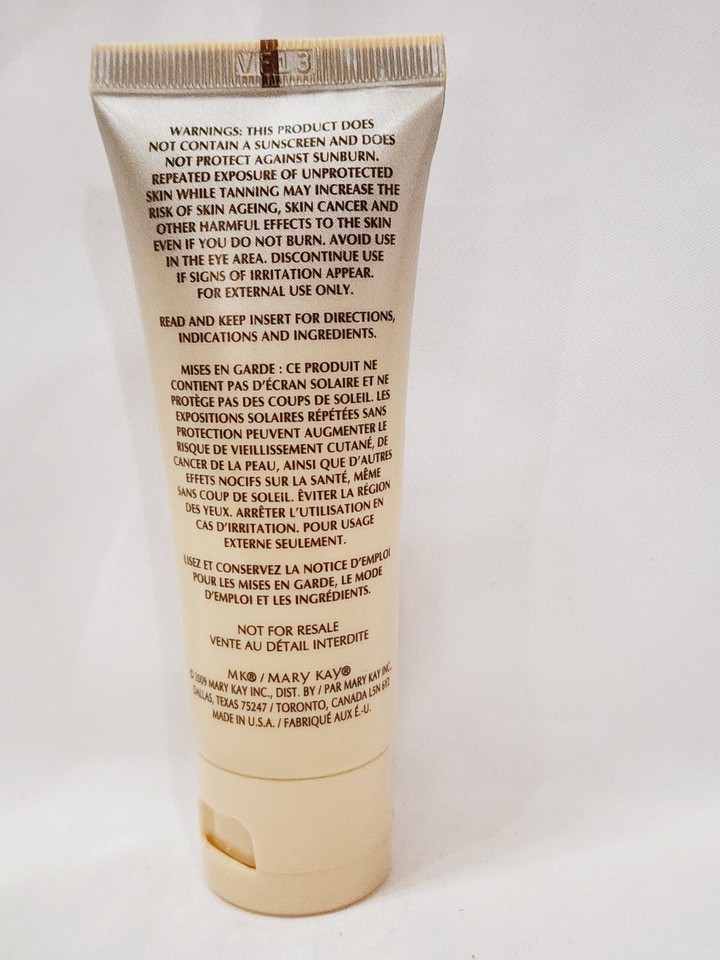 VF13
WARNINGS: THIS PRODUCT DOES
NOT CONTAIN A SUNSCREEN AND DOES
NOT PROTECT AGAINST SUNBURN.
REPEATED EXPOSURE OF UNPROTECTED
SKIN WHILE TANNING MAY INCREASE THE
RISK OF SKIN AGEING, SKIN CANCER AND
OTHER HARMFUL EFFECTS TO THE SKIN
EVEN IF YOU DO NOT BURN. AVOID USE
IN THE EYE AREA. DISCONTINUE USE
IF SIGNS OF IRRITATION APPEAR.
FOR EXTERNAL USE ONLY.
READ AND KEEP INSERT FOR DIRECTIONS,
INDICATIONS AND INGREDIENTS.
MISES EN GARDE : CE PRODUIT NE
CONTIENT PAS D'ÉCRAN SOLAIRE ET NE
PROTÈGE PAS DES COUPS DE SOLEIL. LES
EXPOSITIONS SOLAIRES RÉPÉTÉES SANS
PROTECTION PEUVENT AUGMENTER LE
RISQUE DE VIEILLISSEMENT CUTANÉ, DE
CANCER DE LA PEAU, AINSI QUE D'AUTRES
EFFETS NOCIFS SUR LA SANTÉ, MÊME
SANS COUP DE SOLEIL. ÉVITER LA RÉGION
DES YEUX. ARRÊTER L'UTILISATION EN
CAS D'IRRITATION. POUR USAGE
EXTERNE SEULEMENT.
LISEZ ET CONSERVEZ LA NOTICE D'EMPLOI
POUR LES MISES EN GARDE, LE MODE
D'EMPLOI ET LES INGRÉDIENTS.
NOT FOR RESALE
VENTE AU DÉTAIL INTERDITE
MK® / MARY KAY®
© 2009 MARY KAY INC., DIST. BY / PAR MARY KAY INC.
DALLAS, TEXAS 75247 / TORONTO, CANADA L5N 6Y2
MADE IN U.S.A. / FABRIQUÉ AUX É.-U.